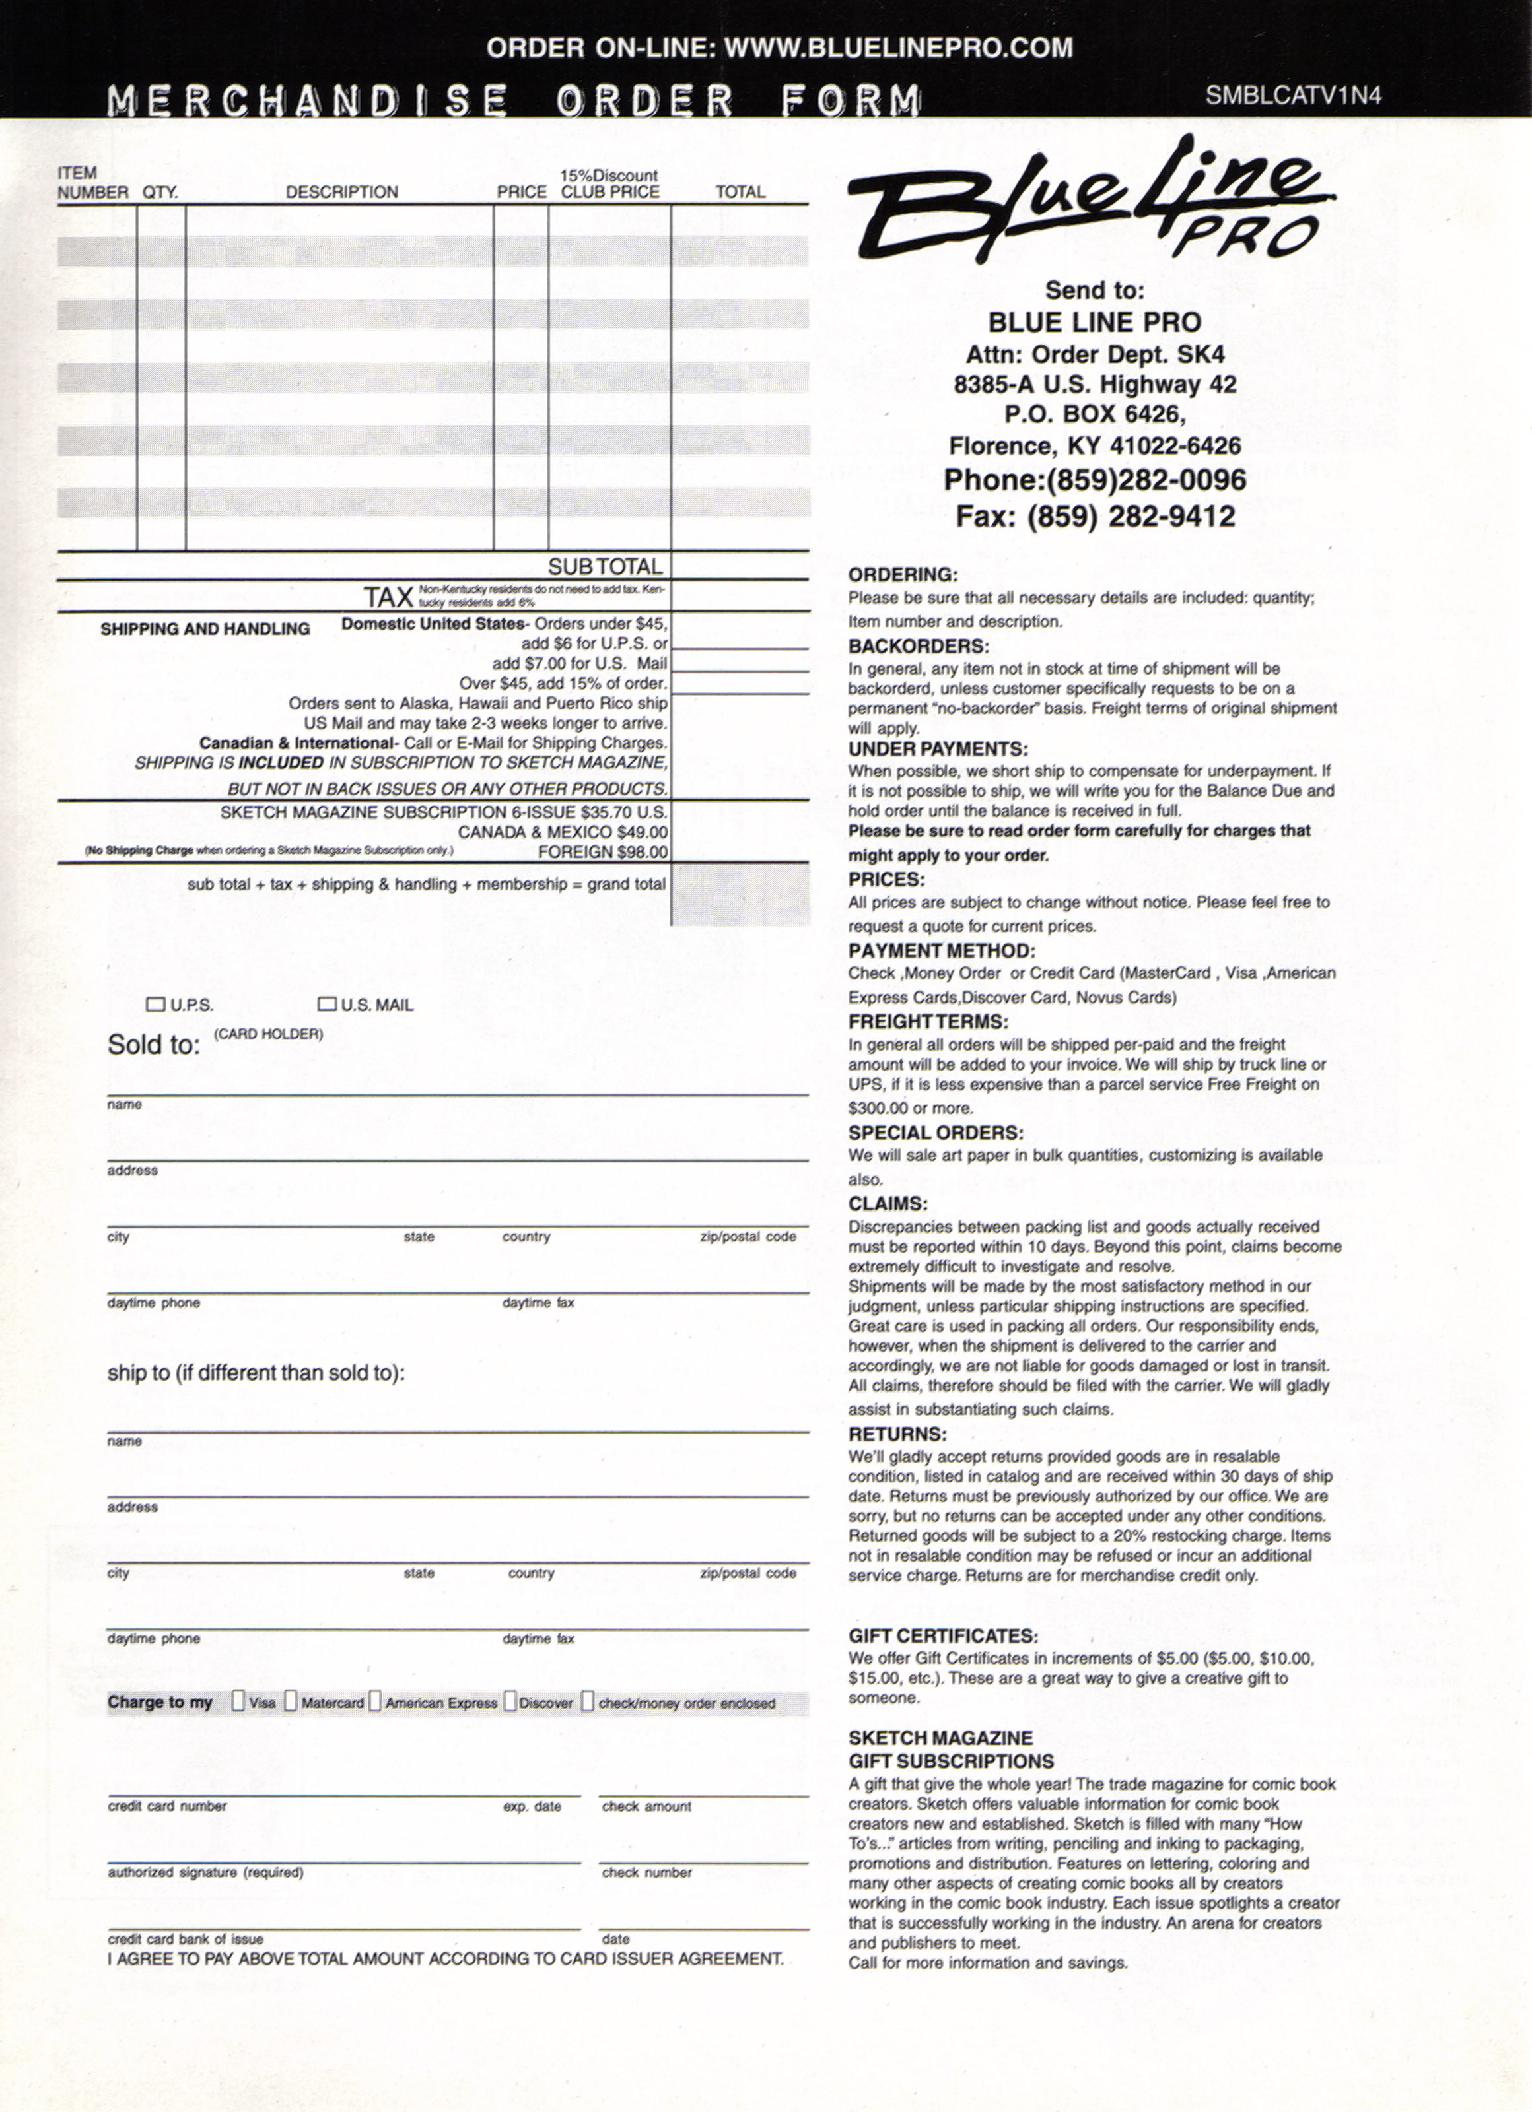 ORDER ON-LINE: WWW.BLUELINEPRO.COM
MERCHANDISE ORDER FORM
SMBLCATV1N4
ITEM NUMBER QTY. DESCRIPTION PRICE 15%Discount CLUB PRICE TOTAL
SUB TOTAL
TAX Non-Kentucky residents do not need to add tax. Ken-
tucky residents add 6%
SHIPPING AND HANDLING Domestic United States- Orders under $45,
add $6 for U.P.S. or
add $7.00 for U.S. Mail
Over $45, add 15% of order.
Orders sent to Alaska, Hawaii and Puerto Rico ship
US Mail and may take 2-3 weeks longer to arrive.
Canadian & International- Call or E-Mail for Shipping Charges.
SHIPPING IS INCLUDED IN SUBSCRIPTION TO SKETCH MAGAZINE,
BUT NOT IN BACK ISSUES OR ANY OTHER PRODUCTS.
SKETCH MAGAZINE SUBSCRIPTION 6-ISSUE $35.70 U.S.
CANADA & MEXICO $49.00
(No Shipping Charge when ordering a Sketch Magazine Subscription only.) FOREIGN $98.00
sub total + tax + shipping & handling + membership = grand total
U.P.S. U.S. MAIL
Sold to: (CARD HOLDER)
name
address
city state country zip/postal code
daytime phone daytime fax
ship to (if different than sold to):
name
address
city state country zip/postal code
daytime phone daytime fax
Charge to my Visa Matercard American Express Discover check/money order enclosed
credit card number exp. date check amount
authorized signature (required) check number
credit card bank of issue date
I AGREE TO PAY ABOVE TOTAL AMOUNT ACCORDING TO CARD ISSUER AGREEMENT.
Blue Line
PRO
Send to:
BLUE LINE PRO
Attn: Order Dept. SK4
8385-A U.S. Highway 42
P.O. BOX 6426,
Florence, KY 41022-6426
Phone:(859)282-0096
Fax: (859) 282-9412
ORDERING:
Please be sure that all necessary details are included: quantity;
Item number and description.
BACKORDERS:
In general, any item not in stock at time of shipment will be
backorderd, unless customer specifically requests to be on a
permanent "no-backorder" basis. Freight terms of original shipment
will apply.
UNDER PAYMENTS:
When possible, we short ship to compensate for underpayment. If
it is not possible to ship, we will write you for the Balance Due and
hold order until the balance is received in full.
Please be sure to read order form carefully for charges that
might apply to your order.
PRICES:
All prices are subject to change without notice. Please feel free to
request a quote for current prices.
PAYMENT METHOD:
Check ,Money Order or Credit Card (MasterCard , Visa ,American
Express Cards,Discover Card, Novus Cards)
FREIGHT TERMS:
In general all orders will be shipped per-paid and the freight
amount will be added to your invoice. We will ship by truck line or
UPS, if it is less expensive than a parcel service Free Freight on
$300.00 or more.
SPECIAL ORDERS:
We will sale art paper in bulk quantities, customizing is available
also.
CLAIMS:
Discrepancies between packing list and goods actually received
must be reported within 10 days. Beyond this point, claims become
extremely difficult to investigate and resolve.
Shipments will be made by the most satisfactory method in our
judgment, unless particular shipping instructions are specified.
Great care is used in packing all orders. Our responsibility ends,
however, when the shipment is delivered to the carrier and
accordingly, we are not liable for goods damaged or lost in transit.
All claims, therefore should be filed with the carrier. We will gladly
assist in substantiating such claims.
RETURNS:
We'll gladly accept returns provided goods are in resalable
condition, listed in catalog and are received within 30 days of ship
date. Returns must be previously authorized by our office. We are
sorry, but no returns can be accepted under any other conditions.
Returned goods will be subject to a 20% restocking charge. Items
not in resalable condition may be refused or incur an additional
service charge. Returns are for merchandise credit only.
GIFT CERTIFICATES:
We offer Gift Certificates in increments of $5.00 ($5.00, $10.00,
$15.00, etc.). These are a great way to give a creative gift to
someone.
SKETCH MAGAZINE
GIFT SUBSCRIPTIONS
A gift that give the whole year! The trade magazine for comic book
creators. Sketch offers valuable information for comic book
creators new and established. Sketch is filled with many "How
To's..." articles from writing, penciling and inking to packaging,
promotions and distribution. Features on lettering, coloring and
many other aspects of creating comic books all by creators
working in the comic book industry. Each issue spotlights a creator
that is successfully working in the industry. An arena for creators
and publishers to meet.
Call for more information and savings.